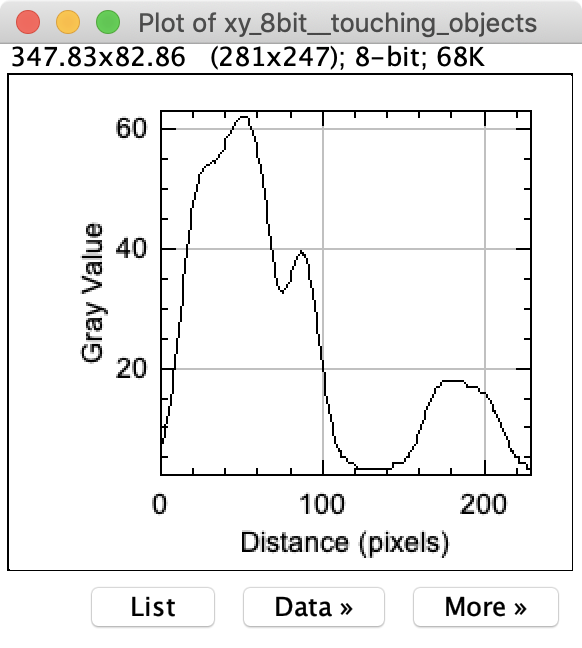 Plot of xy_8bit__touching_objects
347.83x82.86 (281x247); 8-bit; 68K
60
40
20
Gray Value
0 100 200
Distance (pixels)
List Data » More »